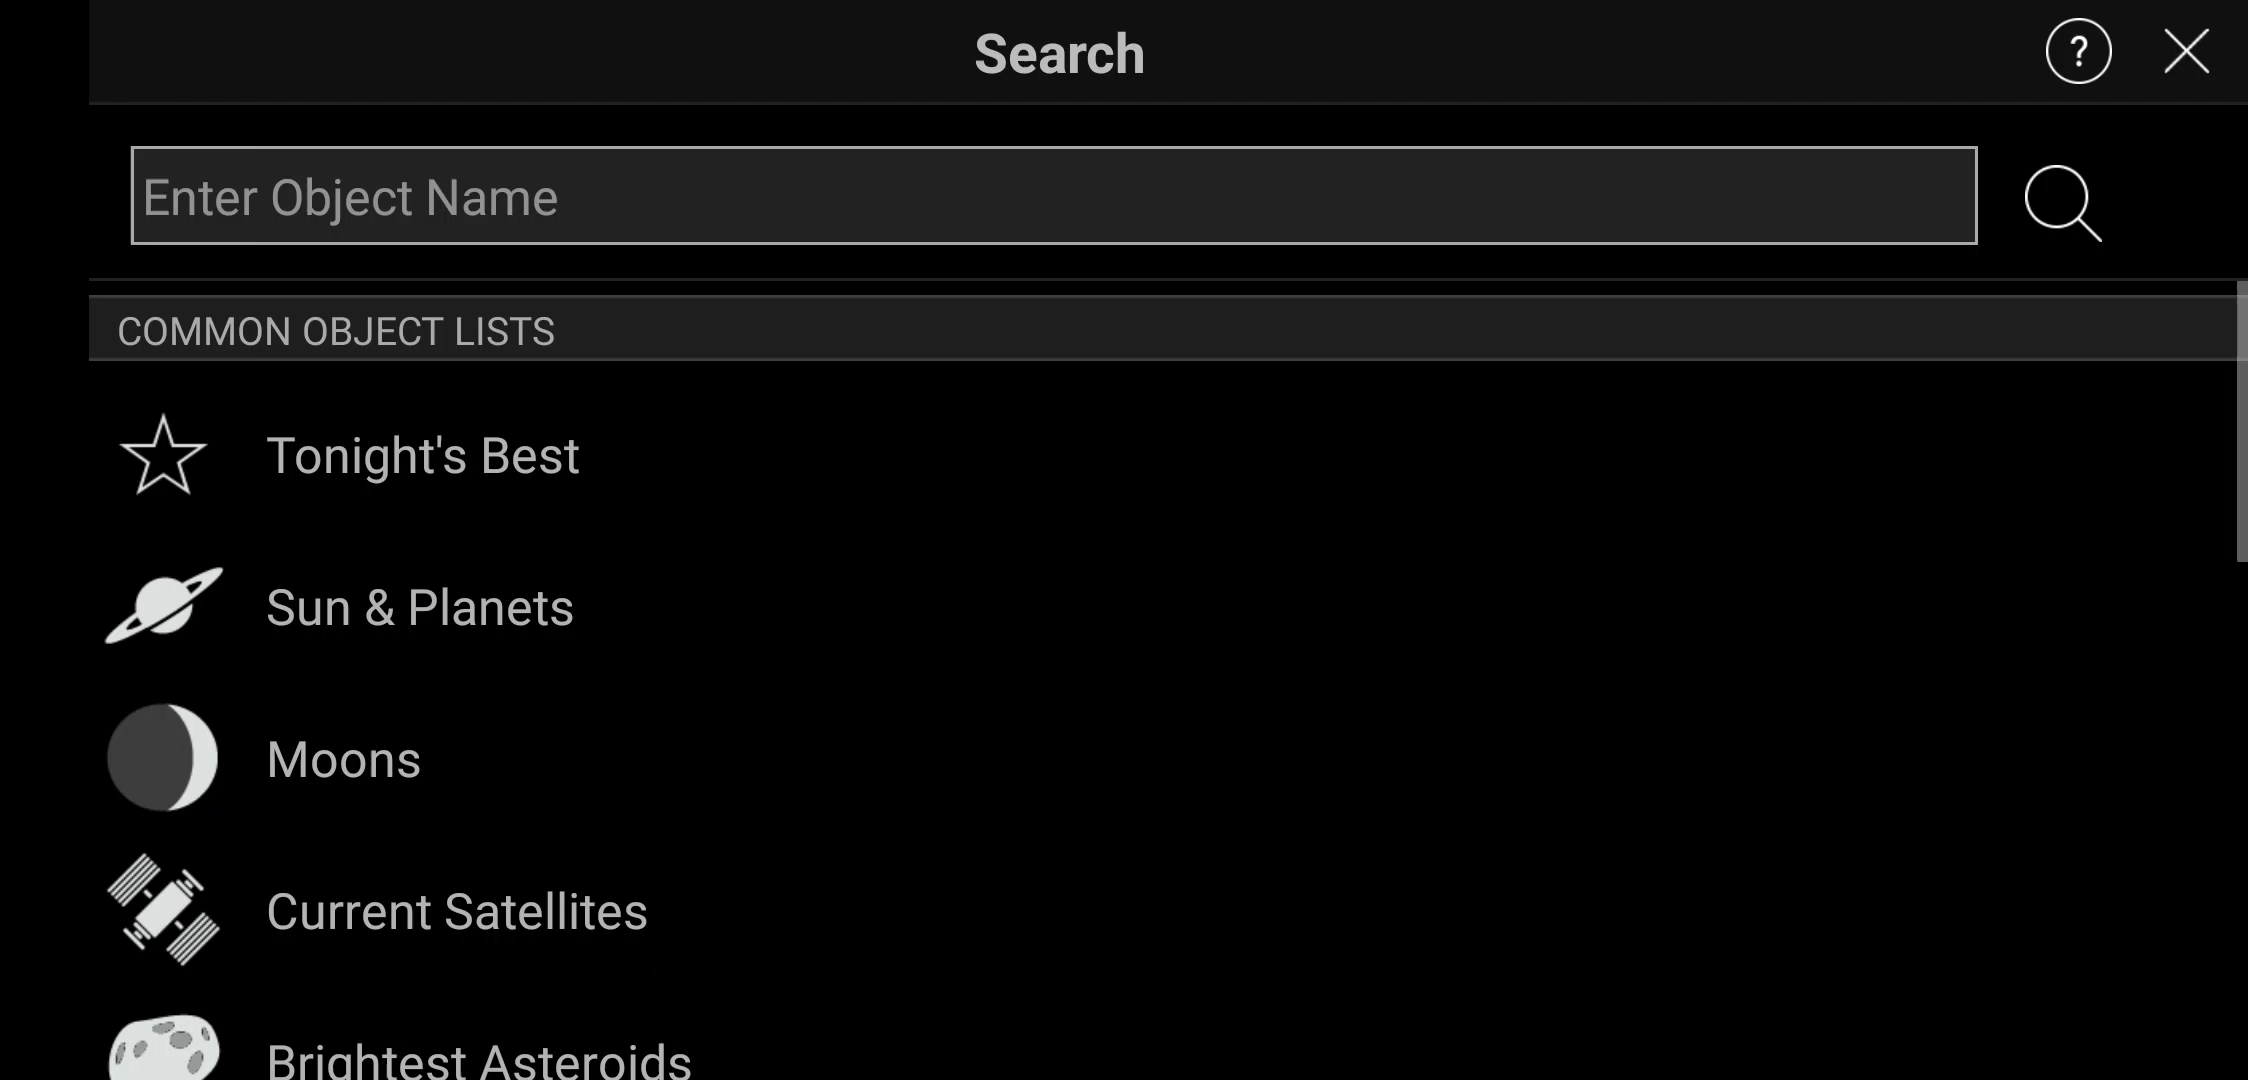 Search
?
Enter Object Name
COMMON OBJECT LISTS
Tonight's Best
Sun & Planets
Moons
Current Satellites
Brightest Asteroids